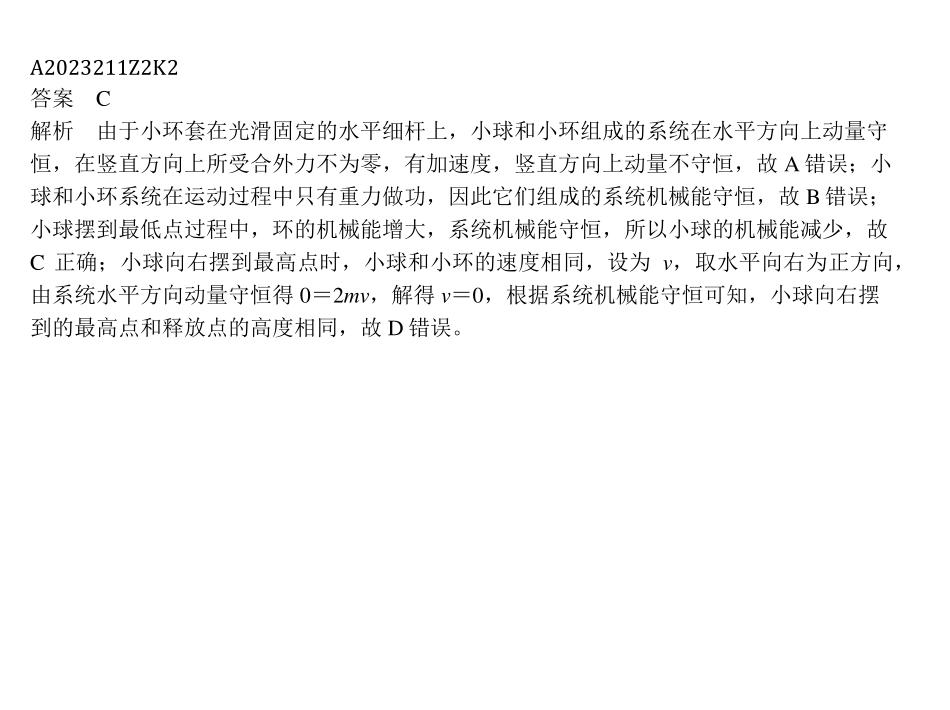 A2023211Z2K2
答案　C
解析　由于小环套在光滑固定的水平细杆上，小球和小环组成的系统在水平方向上动量守
恒，在竖直方向上所受合外力不为零，有加速度，竖直方向上动量不守恒，故 A 错误；小
球和小环系统在运动过程中只有重力做功，因此它们组成的系统机械能守恒，故 B 错误；
小球摆到最低点过程中，环的机械能增大，系统机械能守恒，所以小球的机械能减少，故
C 正确；小球向右摆到最高点时，小球和小环的速度相同，设为 v，取水平向右为正方向，
由系统水平方向动量守恒得 0＝2mv，解得 v＝0，根据系统机械能守恒可知，小球向右摆
到的最高点和释放点的高度相同，故 D 错误。